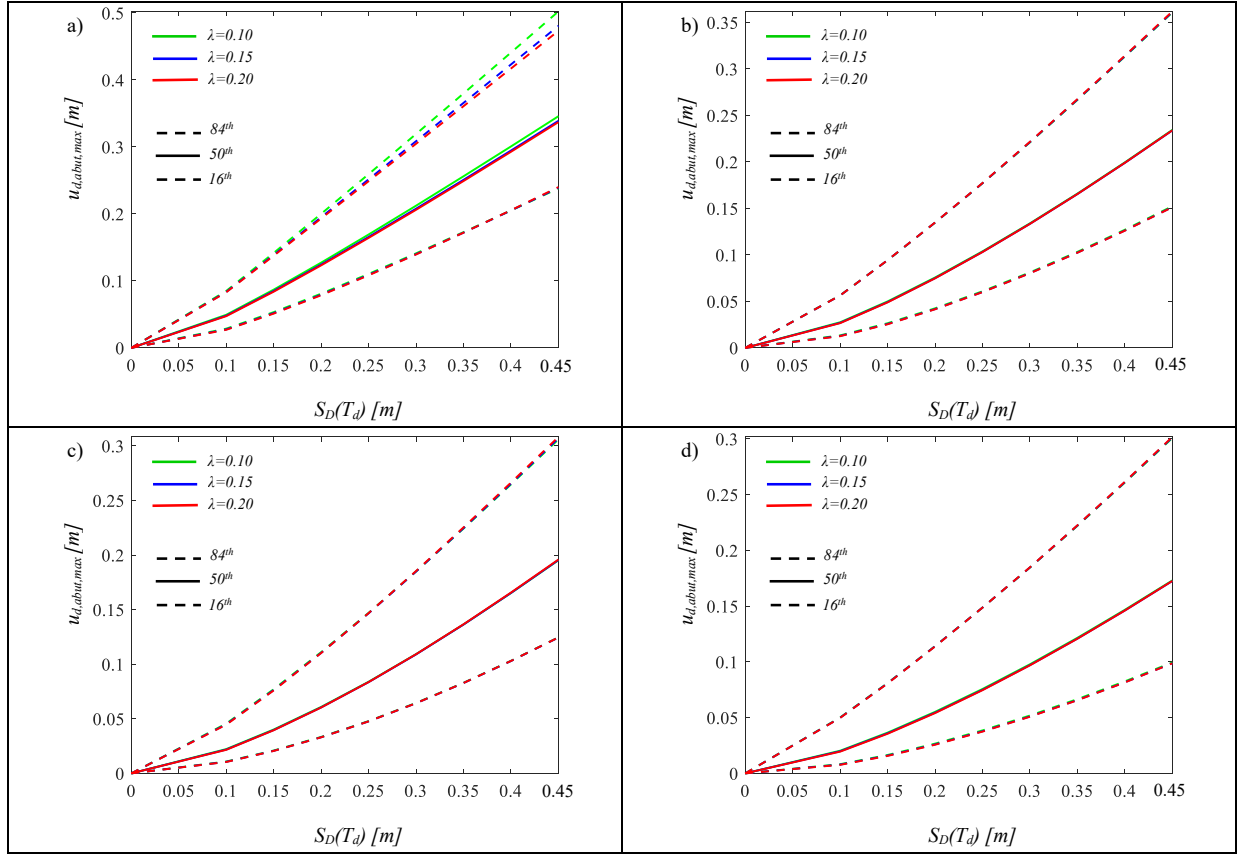 a)
λ=0.10
λ=0.15
λ=0.20
84th
50th
16th
u_d,abut,max [m]
0.5
0.4
0.3
0.2
0.1
0
0 0.05 0.1 0.15 0.2 0.25 0.3 0.35 0.4 0.45
S_D(T_d) [m]
b)
λ=0.10
λ=0.15
λ=0.20
84th
50th
16th
u_d,abut,max [m]
0.35
0.3
0.25
0.2
0.15
0.1
0.05
0
0 0.05 0.1 0.15 0.2 0.25 0.3 0.35 0.4 0.45
S_D(T_d) [m]
c)
λ=0.10
λ=0.15
λ=0.20
84th
50th
16th
u_d,abut,max [m]
0.3
0.25
0.2
0.15
0.1
0.05
0
0 0.05 0.1 0.15 0.2 0.25 0.3 0.35 0.4 0.45
S_D(T_d) [m]
d)
λ=0.10
λ=0.15
λ=0.20
84th
50th
16th
u_d,abut,max [m]
0.3
0.25
0.2
0.15
0.1
0.05
0
0 0.05 0.1 0.15 0.2 0.25 0.3 0.35 0.4 0.45
S_D(T_d) [m]